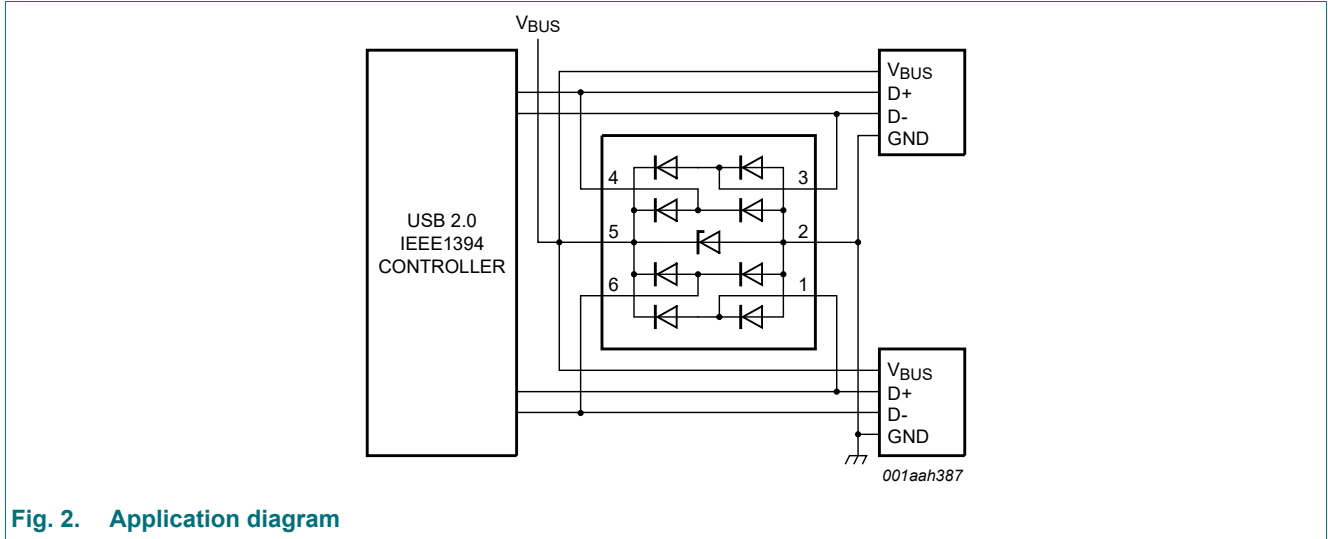 VBUS
USB 2.0
IEEE1394
CONTROLLER
VBUS
D+
D-
GND
4
3
5
2
6
1
VBUS
D+
D-
GND
001aah387
Fig. 2. Application diagram